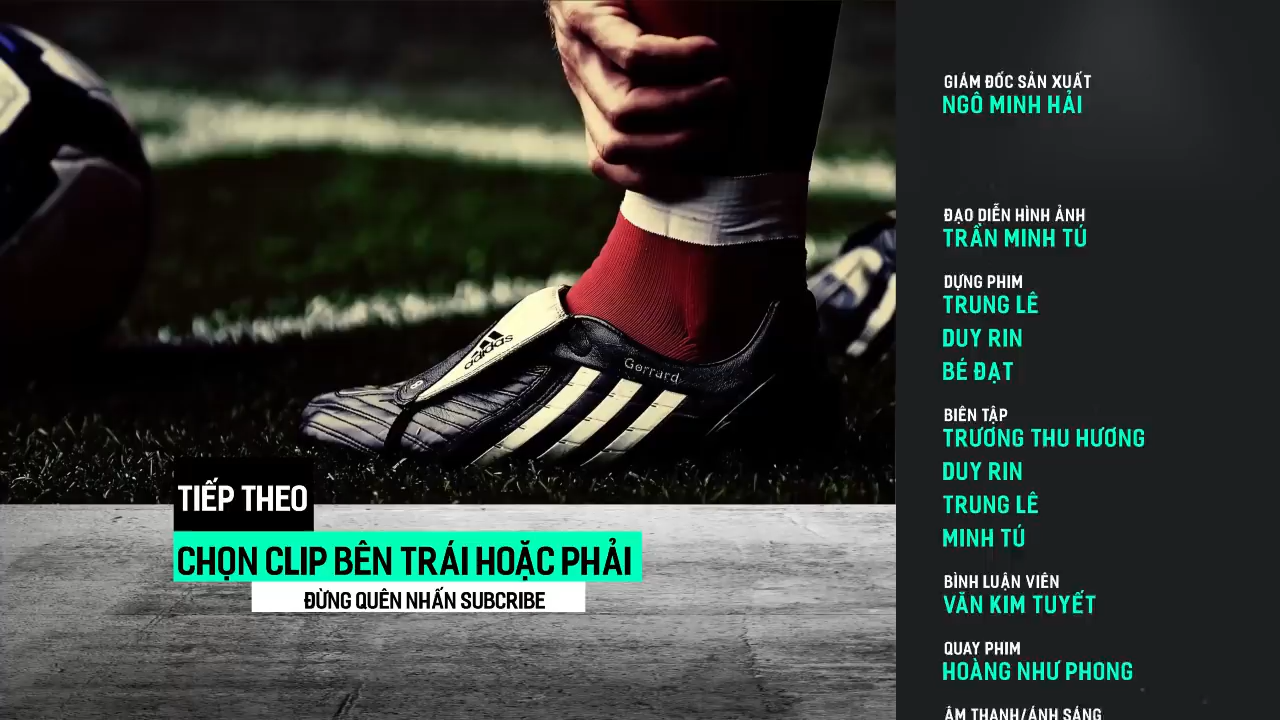 adidas
Gerrard
TIẾP THEO
CHỌN CLIP BÊN TRÁI HOẶC PHẢI
ĐỪNG QUÊN NHẤN SUBCRIBE
GIÁM ĐỐC SẢN XUẤT
NGÔ MINH HẢI
ĐẠO DIỄN HÌNH ẢNH
TRẦN MINH TÚ
DỰNG PHIM
TRUNG LÊ
DUY RIN
BÉ ĐẠT
BIÊN TẬP
TRƯƠNG THU HƯƠNG
DUY RIN
TRUNG LÊ
MINH TÚ
BÌNH LUẬN VIÊN
VĂN KIM TUYẾT
QUAY PHIM
HOÀNG NHƯ PHONG
ÂM THANH/ÁNH SÁNG